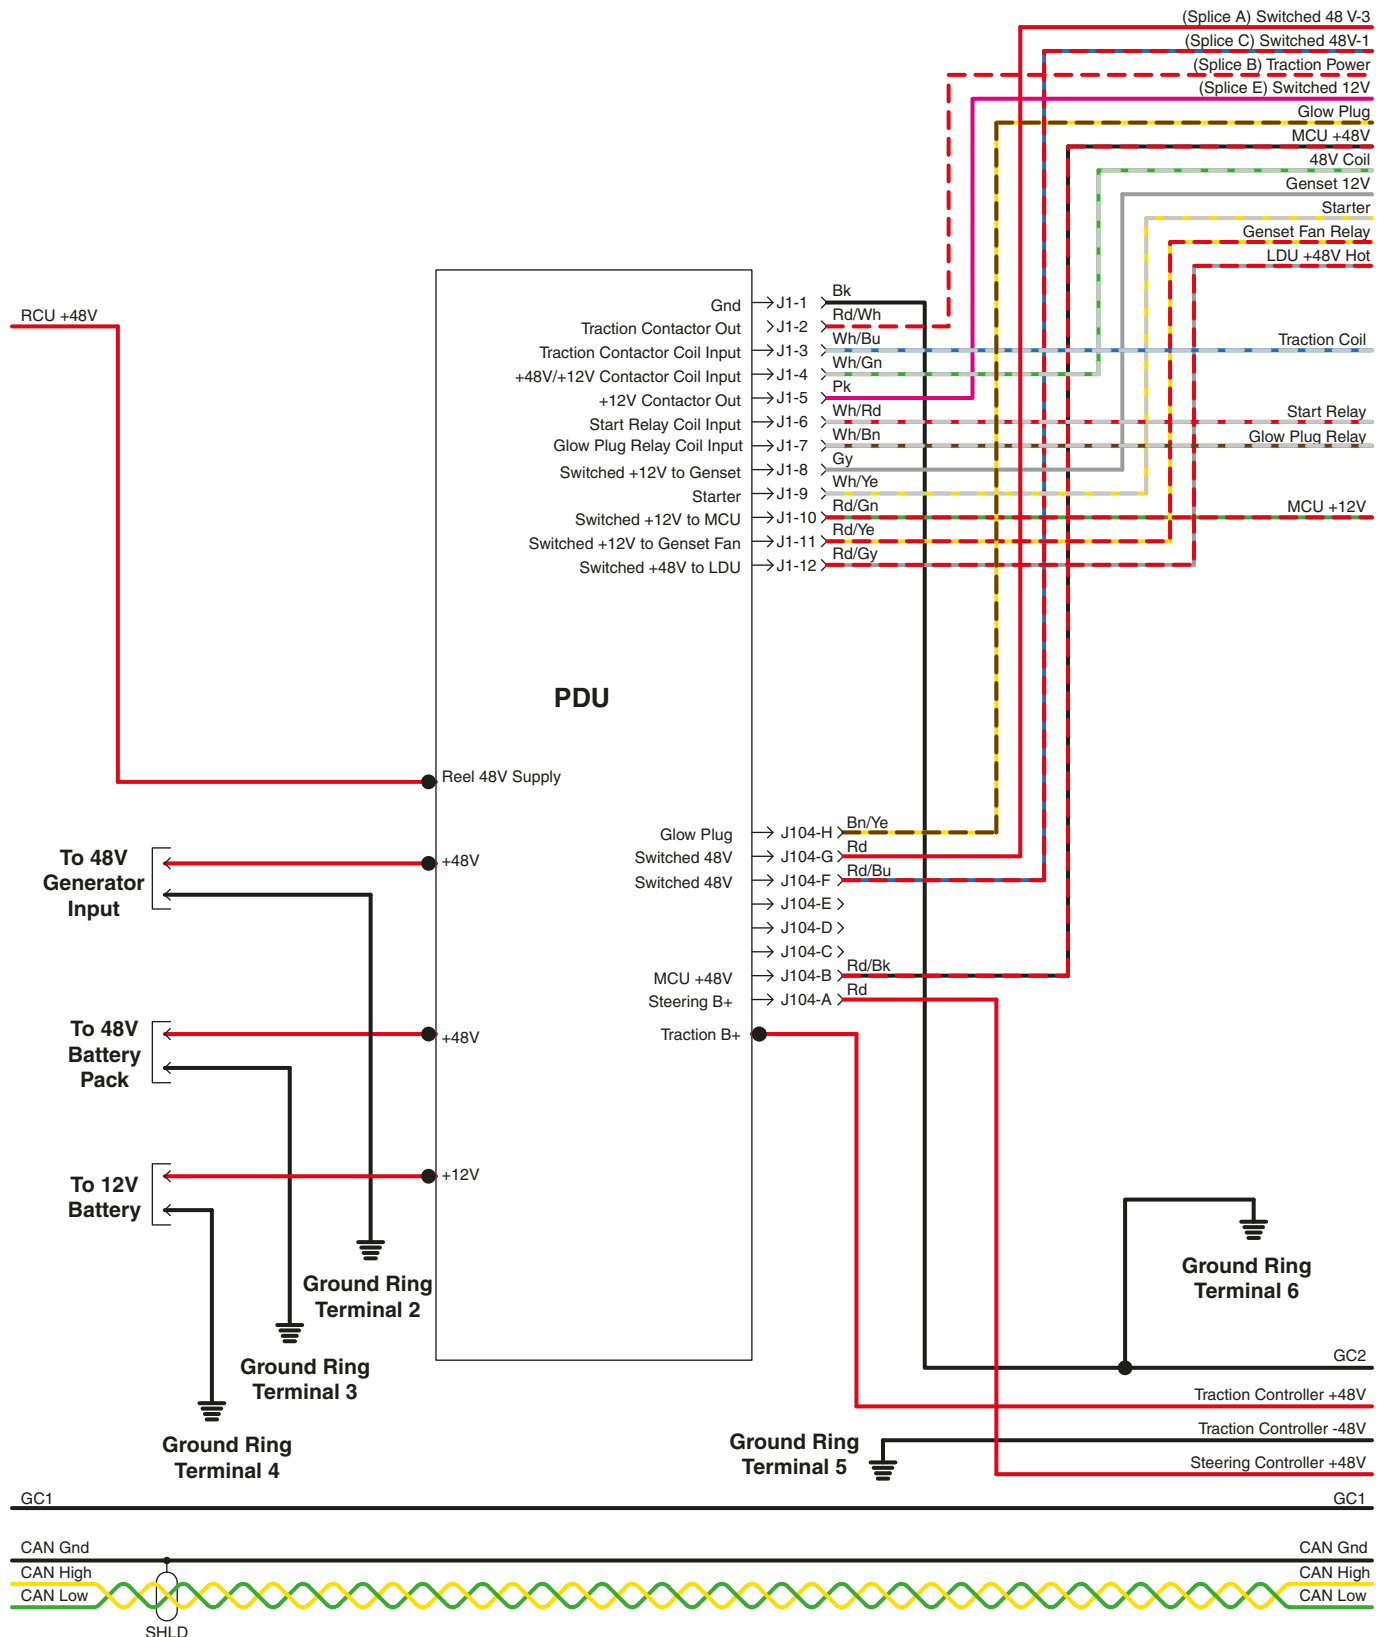 (Splice A) Switched 48 V-3
(Splice C) Switched 48V-1
(Splice B) Traction Power
(Splice E) Switched 12V
Glow Plug
MCU +48V
48V Coil
Genset 12V
Starter
Genset Fan Relay
LDU +48V Hot
RCU +48V
Gnd J1-1 Bk
Traction Contactor Out J1-2 Rd/Wh
Traction Contactor Coil Input J1-3 Wh/Bu Traction Coil
+48V/+12V Contactor Coil Input J1-4 Wh/Gn
+12V Contactor Out J1-5 Pk
Start Relay Coil Input J1-6 Wh/Rd Start Relay
Glow Plug Relay Coil Input J1-7 Wh/Bn Glow Plug Relay
Switched +12V to Genset J1-8 Gy
Starter J1-9 Wh/Ye
Switched +12V to MCU J1-10 Rd/Gn MCU +12V
Switched +12V to Genset Fan J1-11 Rd/Ye
Switched +48V to LDU J1-12 Rd/Gy
PDU
Reel 48V Supply
Glow Plug J104-H Bn/Ye
Switched 48V J104-G Rd
Switched 48V J104-F Rd/Bu
J104-E
J104-D
J104-C
MCU +48V J104-B Rd/Bk
Steering B+ J104-A Rd
Traction B+
To 48V
Generator
Input
+48V
To 48V
Battery
Pack
+48V
To 12V
Battery
+12V
Ground Ring
Terminal 2
Ground Ring
Terminal 3
Ground Ring
Terminal 4
Ground Ring
Terminal 5
Ground Ring
Terminal 6
GC2
Traction Controller +48V
Traction Controller -48V
Steering Controller +48V
GC1 GC1
CAN Gnd CAN Gnd
CAN High CAN High
CAN Low CAN Low
SHLD